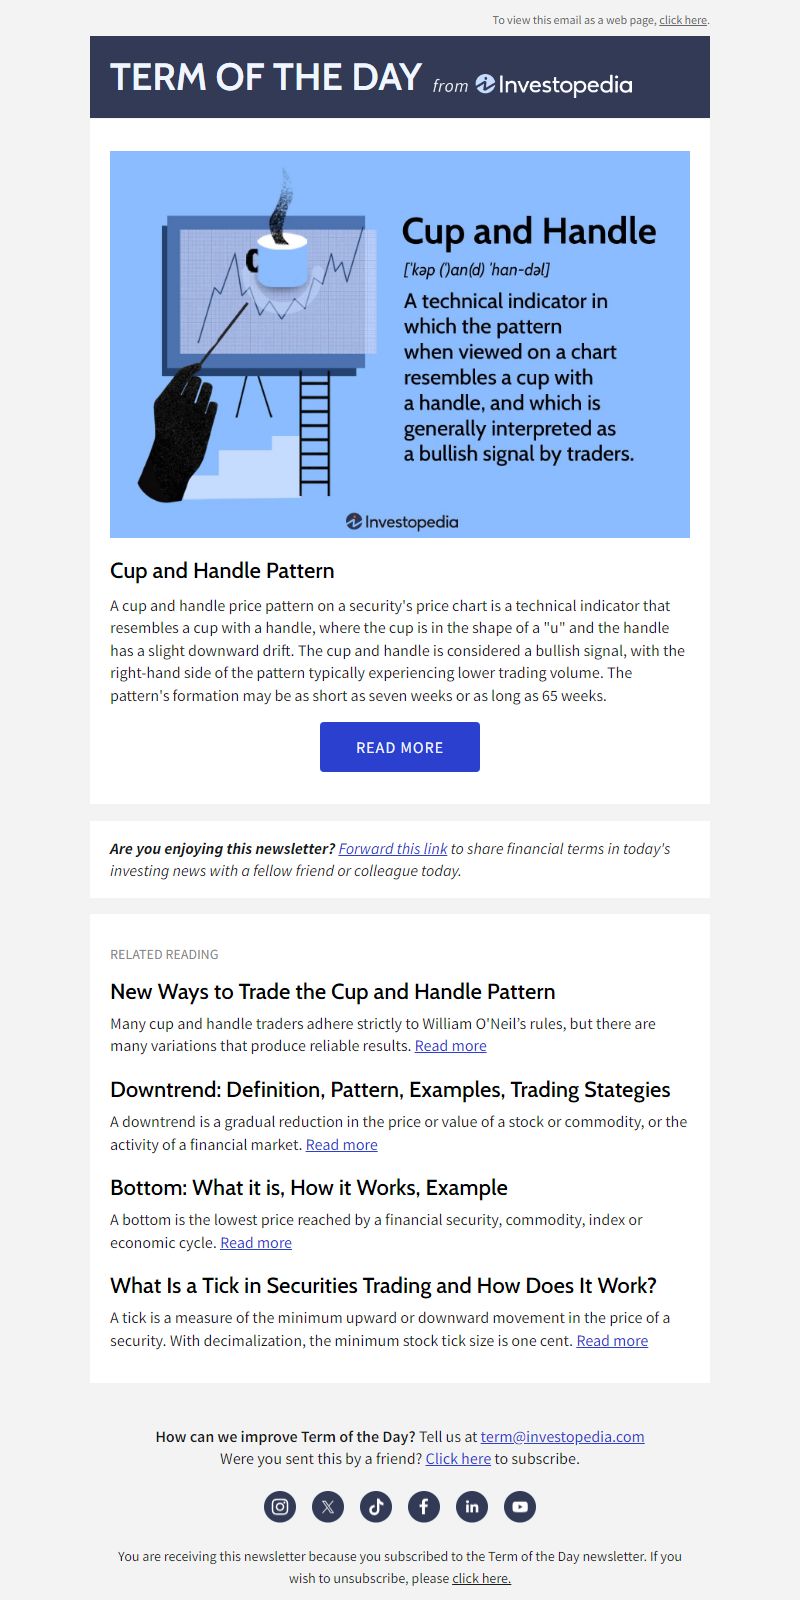 To view this email as a web page, click here.
TERM OF THE DAY from Investopedia
Cup and Handle
['kəp (')an(d) 'han-dəl]
A technical indicator in
which the pattern
when viewed on a chart
resembles a cup with
a handle, and which is
generally interpreted as
a bullish signal by traders.
Investopedia
Cup and Handle Pattern
A cup and handle price pattern on a security's price chart is a technical indicator that
resembles a cup with a handle, where the cup is in the shape of a "u" and the handle
has a slight downward drift. The cup and handle is considered a bullish signal, with the
right-hand side of the pattern typically experiencing lower trading volume. The
pattern's formation may be as short as seven weeks or as long as 65 weeks.
READ MORE
Are you enjoying this newsletter? Forward this link to share financial terms in today's
investing news with a fellow friend or colleague today.
RELATED READING
New Ways to Trade the Cup and Handle Pattern
Many cup and handle traders adhere strictly to William O'Neil’s rules, but there are
many variations that produce reliable results. Read more
Downtrend: Definition, Pattern, Examples, Trading Stategies
A downtrend is a gradual reduction in the price or value of a stock or commodity, or the
activity of a financial market. Read more
Bottom: What it is, How it Works, Example
A bottom is the lowest price reached by a financial security, commodity, index or
economic cycle. Read more
What Is a Tick in Securities Trading and How Does It Work?
A tick is a measure of the minimum upward or downward movement in the price of a
security. With decimalization, the minimum stock tick size is one cent. Read more
How can we improve Term of the Day? Tell us at term@investopedia.com
Were you sent this by a friend? Click here to subscribe.
You are receiving this newsletter because you subscribed to the Term of the Day newsletter. If you
wish to unsubscribe, please click here.